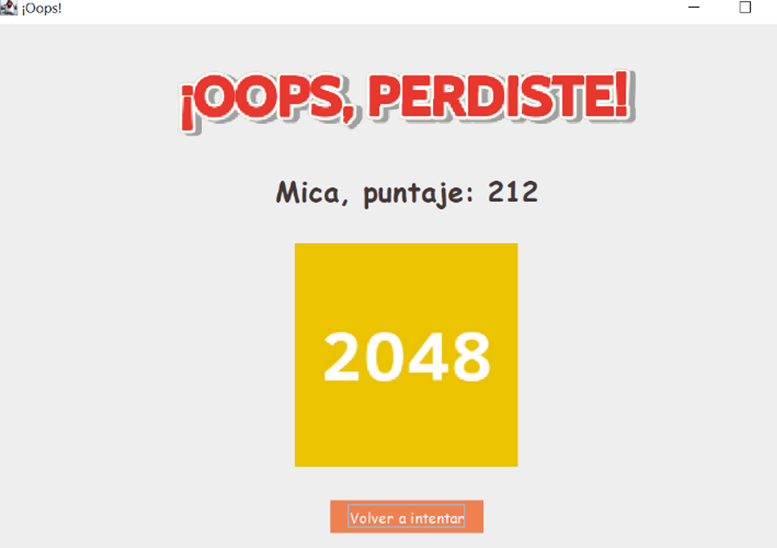 ¡Oops!
¡OOPS, PERDISTE!
Mica, puntaje: 212
2048
Volver a intentar